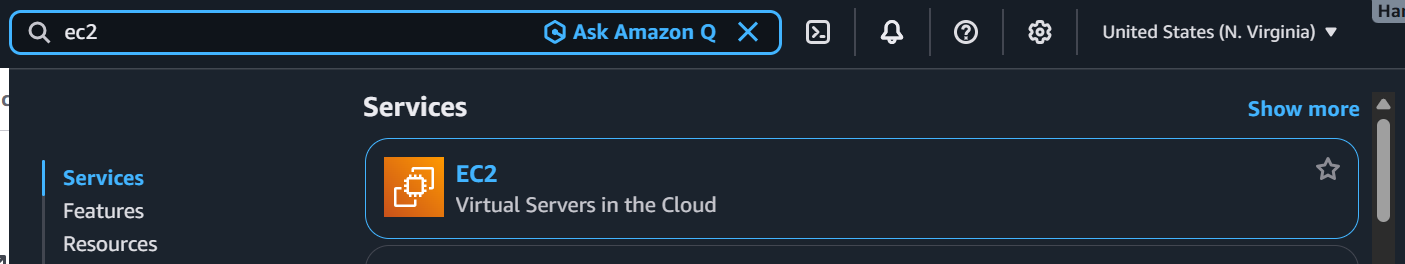 ec2 Ask Amazon Q United States (N. Virginia)
Services Show more
Services
Features
Resources
EC2
Virtual Servers in the Cloud